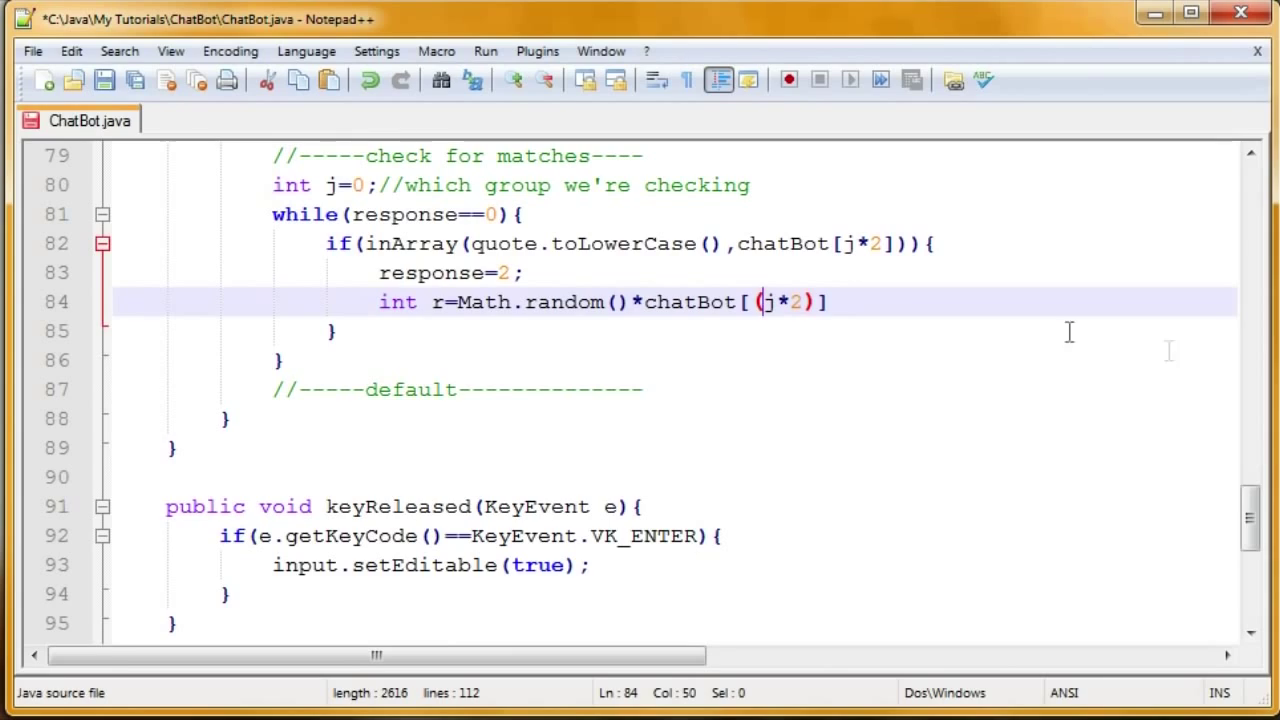 *C:\Java\My Tutorials\ChatBot\ChatBot.java - Notepad++
File Edit Search View Encoding Language Settings Macro Run Plugins Window ? X
ABC
ChatBot.java
79 //-----check for matches----
80 int j=0;//which group we're checking
81 while(response==0){
82 if(inArray(quote.toLowerCase(),chatBot[j*2])){
83 response=2;
84 int r=Math.random()*chatBot[(j*2)]
85 }
86 }
87 //-----default--------------
88 }
89 }
90
91 public void keyReleased(KeyEvent e){
92 if(e.getKeyCode()==KeyEvent.VK_ENTER){
93 input.setEditable(true);
94 }
95 }
Java source file length : 2616 lines : 112 Ln : 84 Col : 50 Sel : 0 Dos\Windows ANSI INS